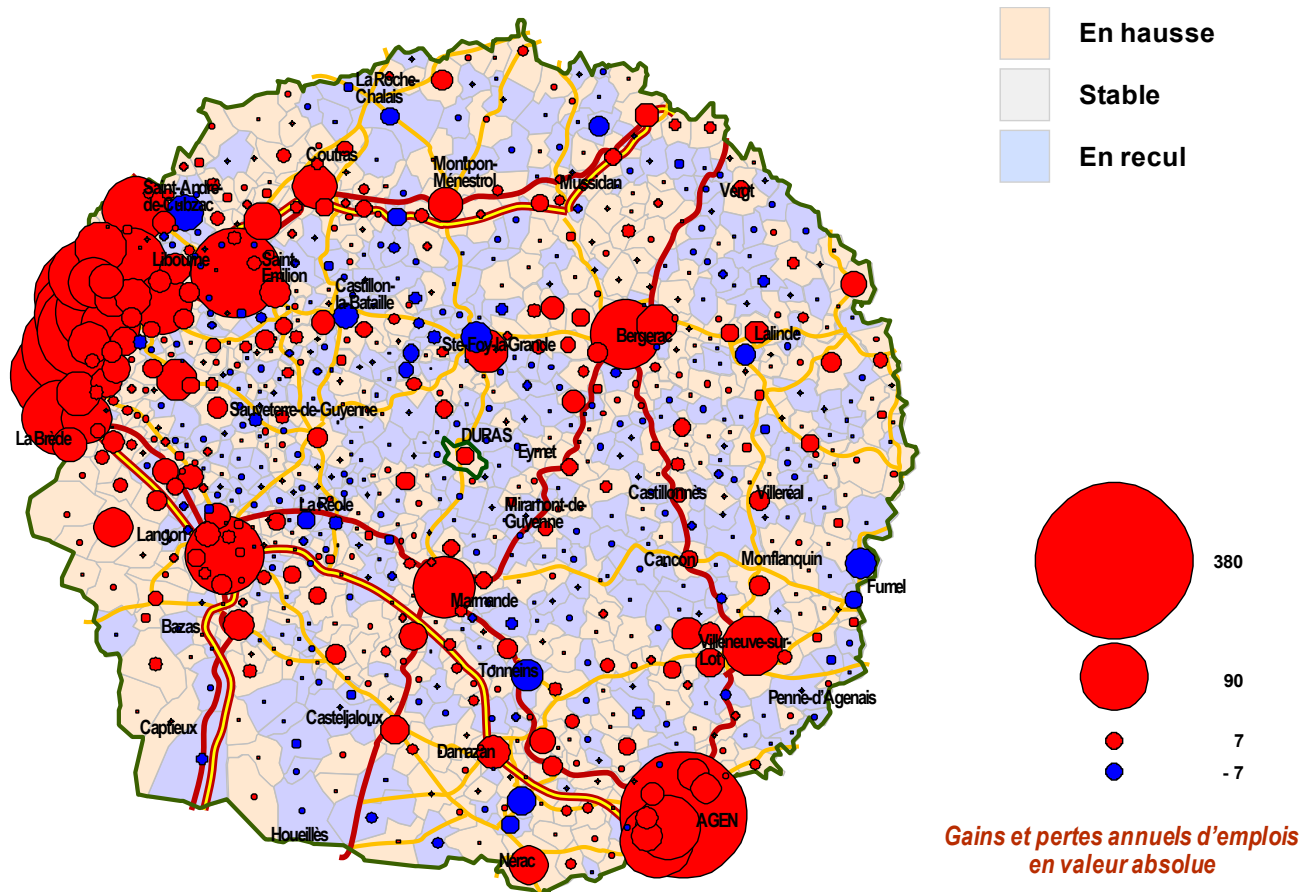 En hausse
Stable
En recul
La Roche-
Chalais
Coutras
Montpon-
Ménestrol
Mussidan
Vergt
Saint-André-
de-Cubzac
Libourne
Saint-
Emilion
Castillon-
la-Bataille
Ste-Foy-la-Grande
Bergerac
Lalinde
La Brède
Sauveterre-de-Guyenne
DURAS
Eymet
Castillonnès
Villeréal
Miramont-de-
Guyenne
La Réole
Langon
Cancon
Monflanquin
Fumel
Marmande
Bazas
Villeneuve-sur-
Lot
Tonneins
Penne-d'Agenais
Captieux
Casteljaloux
Damazan
AGEN
Houeillès
Nérac
380
90
7
- 7
Gains et pertes annuels d'emplois
en valeur absolue